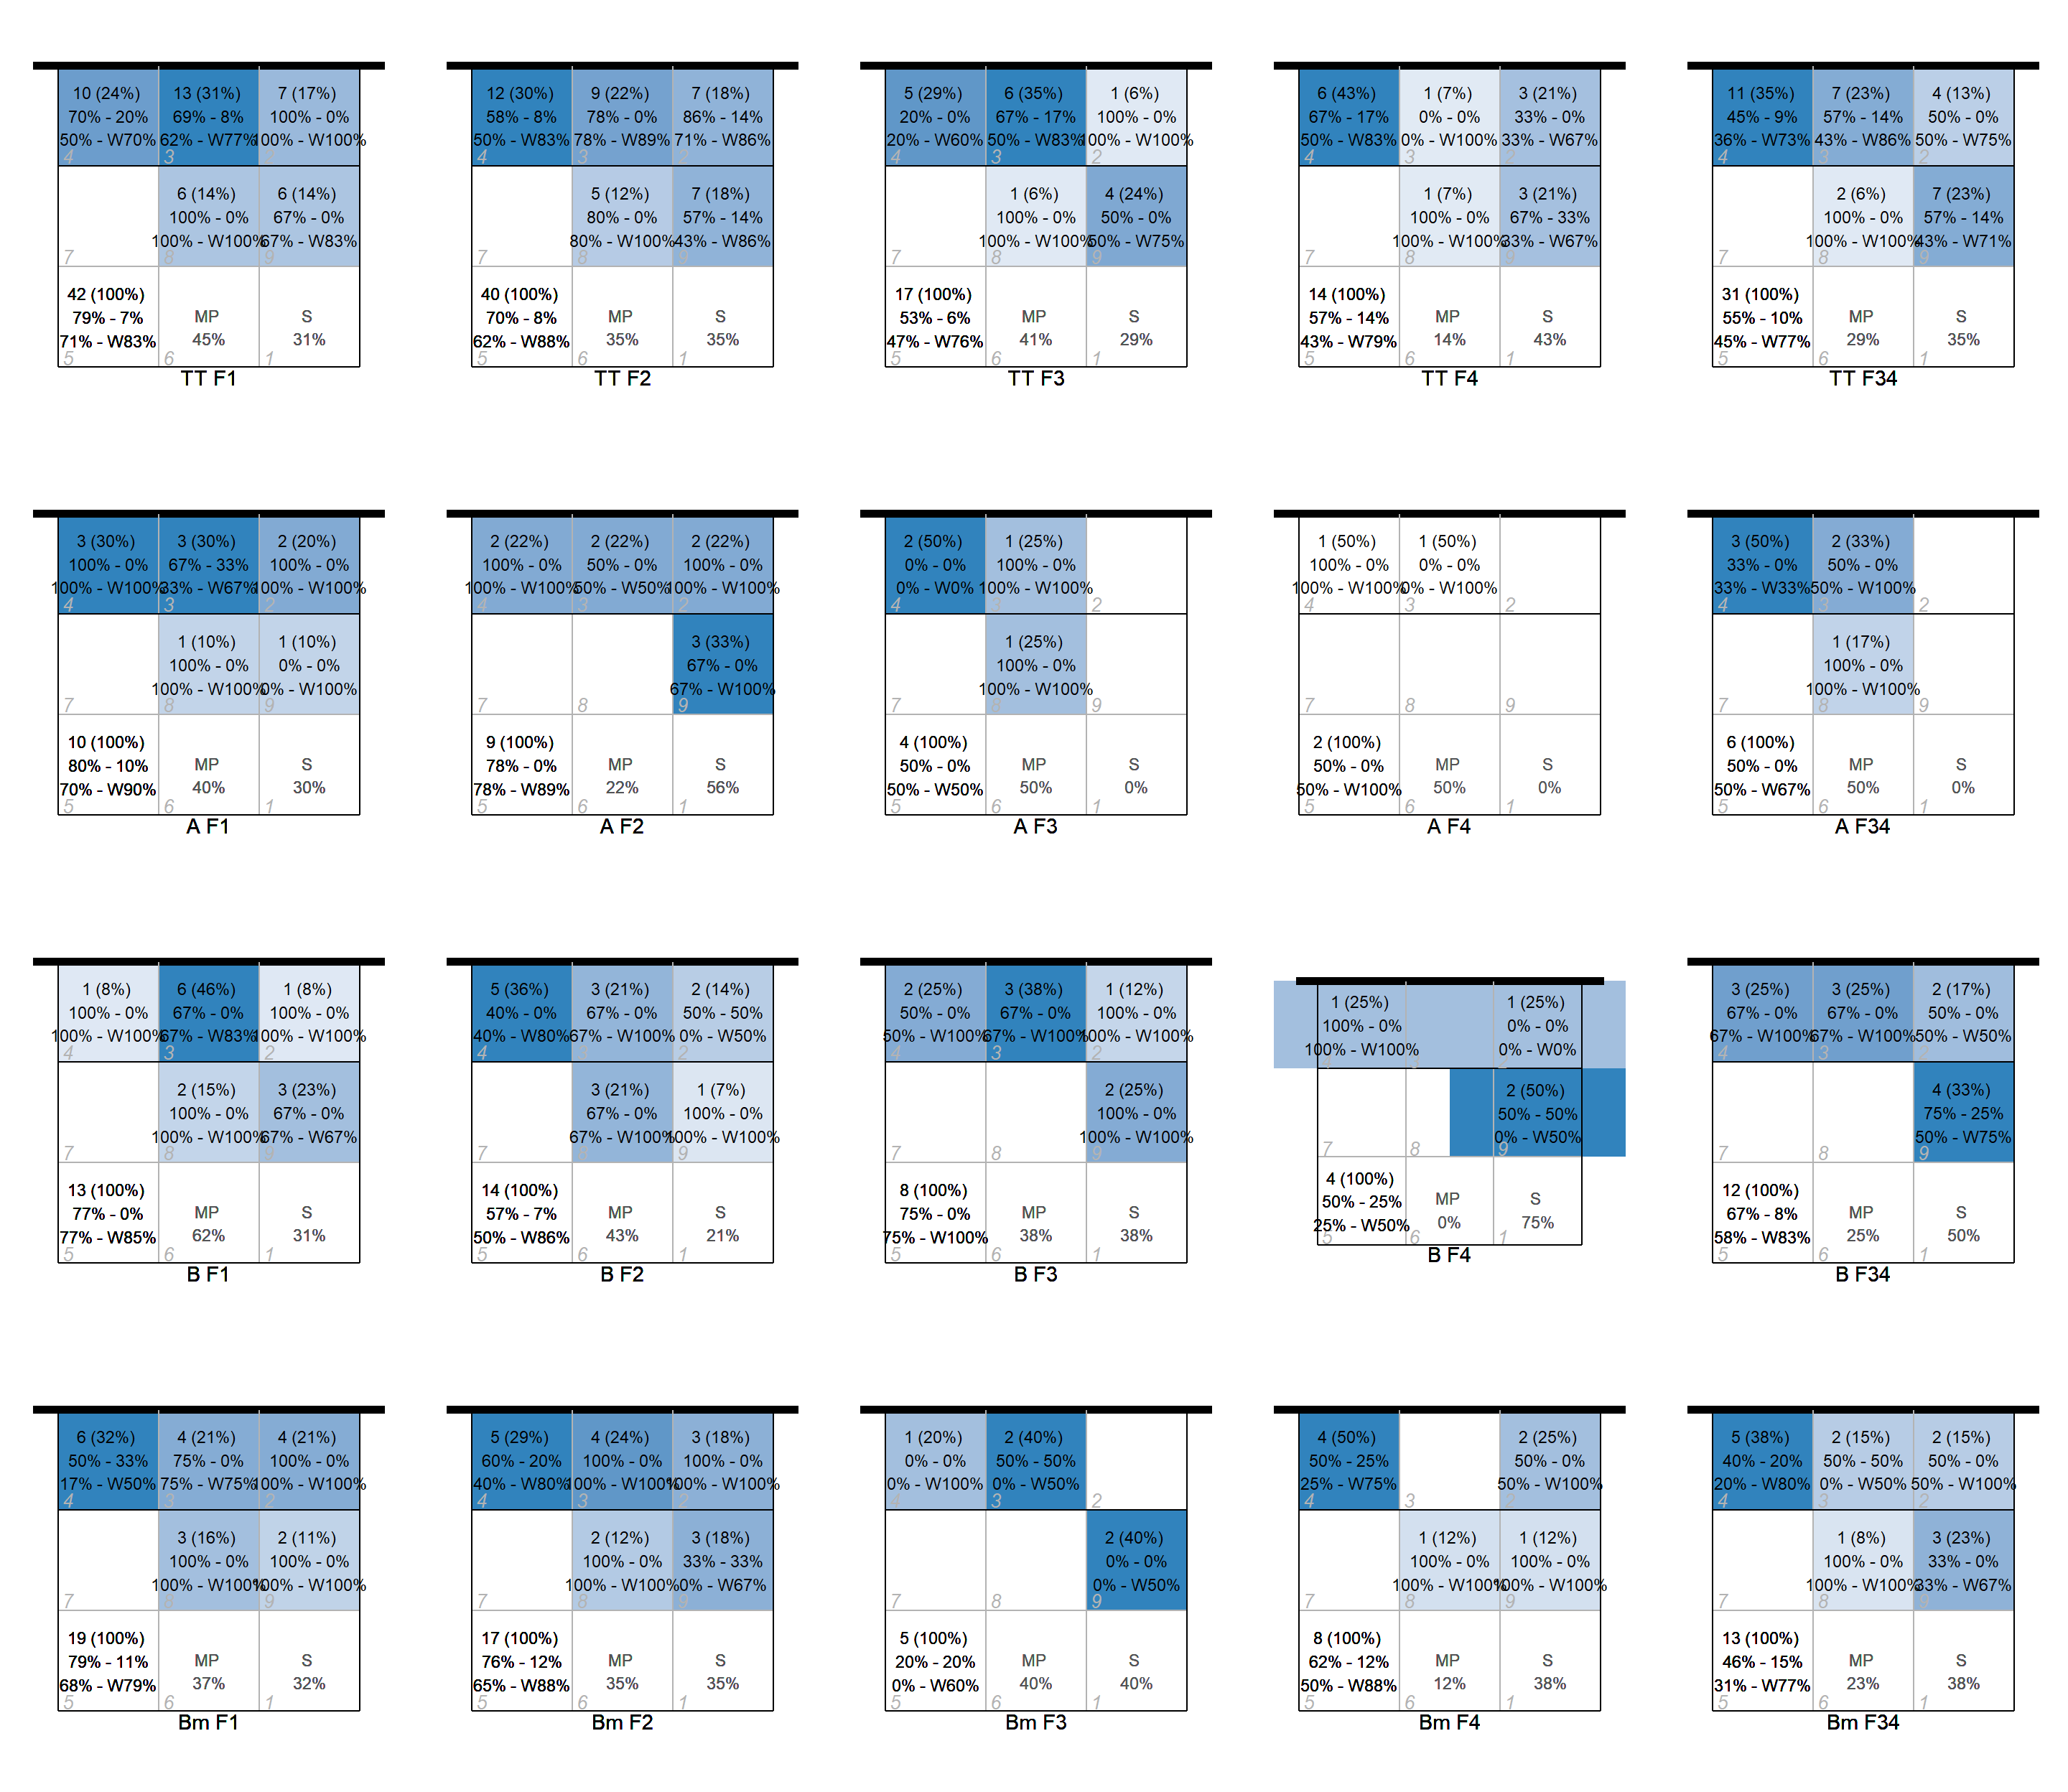 10 (24%) 13 (31%) 7 (17%)
70% - 20% 69% - 8% 100% - 0%
50% - W70% 62% - W77% 100% - W100%
4 3 2
6 (14%) 6 (14%)
100% - 0% 67% - 0%
100% - W100% 67% - W83%
7 8 9
42 (100%)
79% - 7% MP S
71% - W83% 45% 31%
5 6 1
TT F1
12 (30%) 9 (22%) 7 (18%)
58% - 8% 78% - 0% 86% - 14%
50% - W83% 78% - W89% 71% - W86%
4 3 2
5 (12%) 7 (18%)
80% - 0% 57% - 14%
80% - W100% 43% - W86%
7 8 9
40 (100%)
70% - 8% MP S
62% - W88% 35% 35%
5 6 1
TT F2
5 (29%) 6 (35%) 1 (6%)
20% - 0% 67% - 17% 100% - 0%
20% - W60% 50% - W83% 100% - W100%
4 3 2
1 (6%) 4 (24%)
100% - 0% 50% - 0%
100% - W100% 50% - W75%
7 8 9
17 (100%)
53% - 6% MP S
47% - W76% 41% 29%
5 6 1
TT F3
6 (43%) 1 (7%) 3 (21%)
67% - 17% 0% - 0% 33% - 0%
50% - W83% 0% - W100% 33% - W67%
4 3 2
1 (7%) 3 (21%)
100% - 0% 67% - 33%
100% - W100% 33% - W67%
7 8 9
14 (100%)
57% - 14% MP S
43% - W79% 14% 43%
5 6 1
TT F4
11 (35%) 7 (23%) 4 (13%)
45% - 9% 57% - 14% 50% - 0%
36% - W73% 43% - W86% 50% - W75%
4 3 2
2 (6%) 7 (23%)
100% - 0% 57% - 14%
100% - W100% 43% - W71%
7 8 9
31 (100%)
55% - 10% MP S
45% - W77% 29% 35%
5 6 1
TT F34
3 (30%) 3 (30%) 2 (20%)
100% - 0% 67% - 33% 100% - 0%
100% - W100% 33% - W67% 100% - W100%
4 3 2
1 (10%) 1 (10%)
100% - 0% 0% - 0%
100% - W100% 0% - W100%
7 8 9
10 (100%)
80% - 10% MP S
70% - W90% 40% 30%
5 6 1
A F1
2 (22%) 2 (22%) 2 (22%)
100% - 0% 50% - 0% 100% - 0%
100% - W100% 50% - W50% 100% - W100%
4 3 2
3 (33%)
67% - 0%
67% - W100%
7 8 9
9 (100%)
78% - 0% MP S
78% - W89% 22% 56%
5 6 1
A F2
2 (50%) 1 (25%)
0% - 0% 100% - 0%
0% - W0% 100% - W100%
4 3 2
1 (25%)
100% - 0%
100% - W100%
7 8 9
4 (100%)
50% - 0% MP S
50% - W50% 50% 0%
5 6 1
A F3
1 (50%) 1 (50%)
100% - 0% 0% - 0%
100% - W100% 0% - W100%
4 3 2
7 8 9
2 (100%)
50% - 0% MP S
50% - W100% 50% 0%
5 6 1
A F4
3 (50%) 2 (33%)
33% - 0% 50% - 0%
33% - W33% 50% - W100%
4 3 2
1 (17%)
100% - 0%
100% - W100%
7 8 9
6 (100%)
50% - 0% MP S
50% - W67% 50% 0%
5 6 1
A F34
1 (8%) 6 (46%) 1 (8%)
100% - 0% 67% - 0% 100% - 0%
100% - W100% 67% - W83% 100% - W100%
4 3 2
2 (15%) 3 (23%)
100% - 0% 67% - 0%
100% - W100% 67% - W67%
7 8 9
13 (100%)
77% - 0% MP S
77% - W85% 62% 31%
5 6 1
B F1
5 (36%) 3 (21%) 2 (14%)
40% - 0% 67% - 0% 50% - 50%
40% - W80% 67% - W100% 0% - W50%
4 3 2
3 (21%) 1 (7%)
67% - 0% 100% - 0%
67% - W100% 100% - W100%
7 8 9
14 (100%)
57% - 7% MP S
50% - W86% 43% 21%
5 6 1
B F2
2 (25%) 3 (38%) 1 (12%)
50% - 0% 67% - 0% 100% - 0%
50% - W100% 67% - W100% 100% - W100%
4 3 2
2 (25%)
100% - 0%
100% - W100%
7 8 9
8 (100%)
75% - 0% MP S
75% - W100% 38% 38%
5 6 1
B F3
1 (25%) 1 (25%)
100% - 0% 0% - 0%
100% - W100% 0% - W0%
2 (50%)
50% - 50%
0% - W50%
7 8 9
4 (100%)
50% - 25% MP S
25% - W50% 0% 75%
5 6 1
B F4
3 (25%) 3 (25%) 2 (17%)
67% - 0% 67% - 0% 50% - 0%
67% - W100% 67% - W100% 50% - W50%
4 3 2
4 (33%)
75% - 25%
50% - W75%
7 8 9
12 (100%)
67% - 8% MP S
58% - W83% 25% 50%
5 6 1
B F34
6 (32%) 4 (21%) 4 (21%)
50% - 33% 75% - 0% 100% - 0%
17% - W50% 75% - W75% 100% - W100%
4 3 2
3 (16%) 2 (11%)
100% - 0% 100% - 0%
100% - W100% 100% - W100%
7 8 9
19 (100%)
79% - 11% MP S
68% - W79% 37% 32%
5 6 1
Bm F1
5 (29%) 4 (24%) 3 (18%)
60% - 20% 100% - 0% 100% - 0%
40% - W80% 100% - W100% 100% - W100%
4 3 2
2 (12%) 3 (18%)
100% - 0% 33% - 33%
100% - W100% 0% - W67%
7 8 9
17 (100%)
76% - 12% MP S
65% - W88% 35% 35%
5 6 1
Bm F2
1 (20%) 2 (40%)
0% - 0% 50% - 50%
0% - W100% 0% - W50%
4 3 2
2 (40%)
0% - 0%
0% - W50%
7 8 9
5 (100%)
20% - 20% MP S
0% - W60% 40% 40%
5 6 1
Bm F3
4 (50%) 2 (25%)
50% - 25% 50% - 0%
25% - W75% 50% - W100%
4 3 2
1 (12%) 1 (12%)
100% - 0% 100% - 0%
100% - W100% 100% - W100%
7 8 9
8 (100%)
62% - 12% MP S
50% - W88% 12% 38%
5 6 1
Bm F4
5 (38%) 2 (15%) 2 (15%)
40% - 20% 50% - 50% 50% - 0%
20% - W80% 0% - W50% 50% - W100%
4 3 2
1 (8%) 3 (23%)
100% - 0% 33% - 0%
100% - W100% 33% - W67%
7 8 9
13 (100%)
46% - 15% MP S
31% - W77% 23% 38%
5 6 1
Bm F34